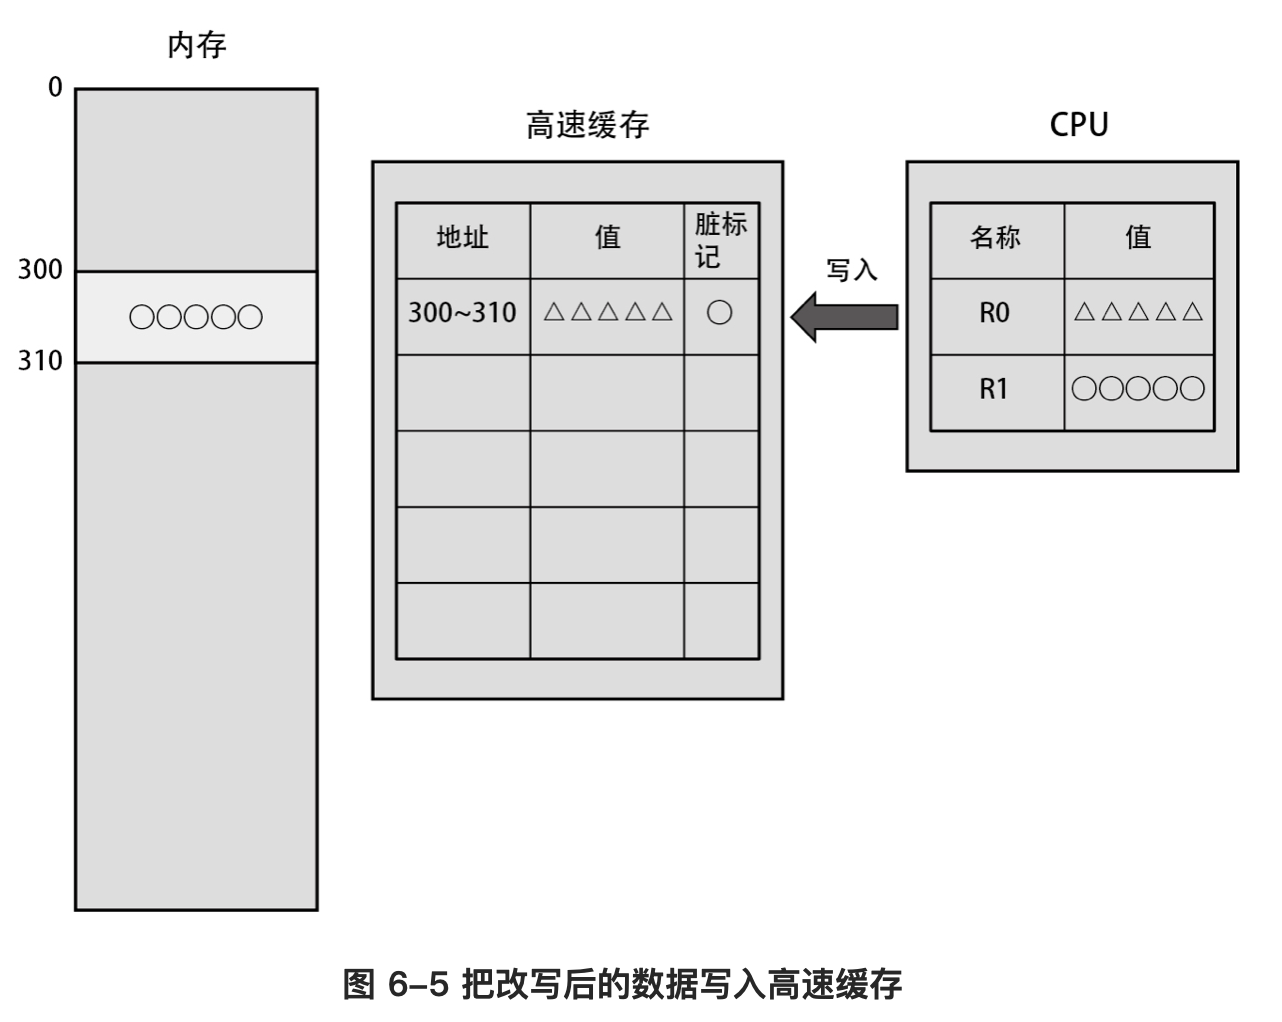 内存
0
300
○○○○○
310
高速缓存
地址 值 脏标
记
300~310 △△△△△ ○
写入
CPU
名称 值
R0 △△△△△
R1 ○○○○○
图 6-5 把改写后的数据写入高速缓存